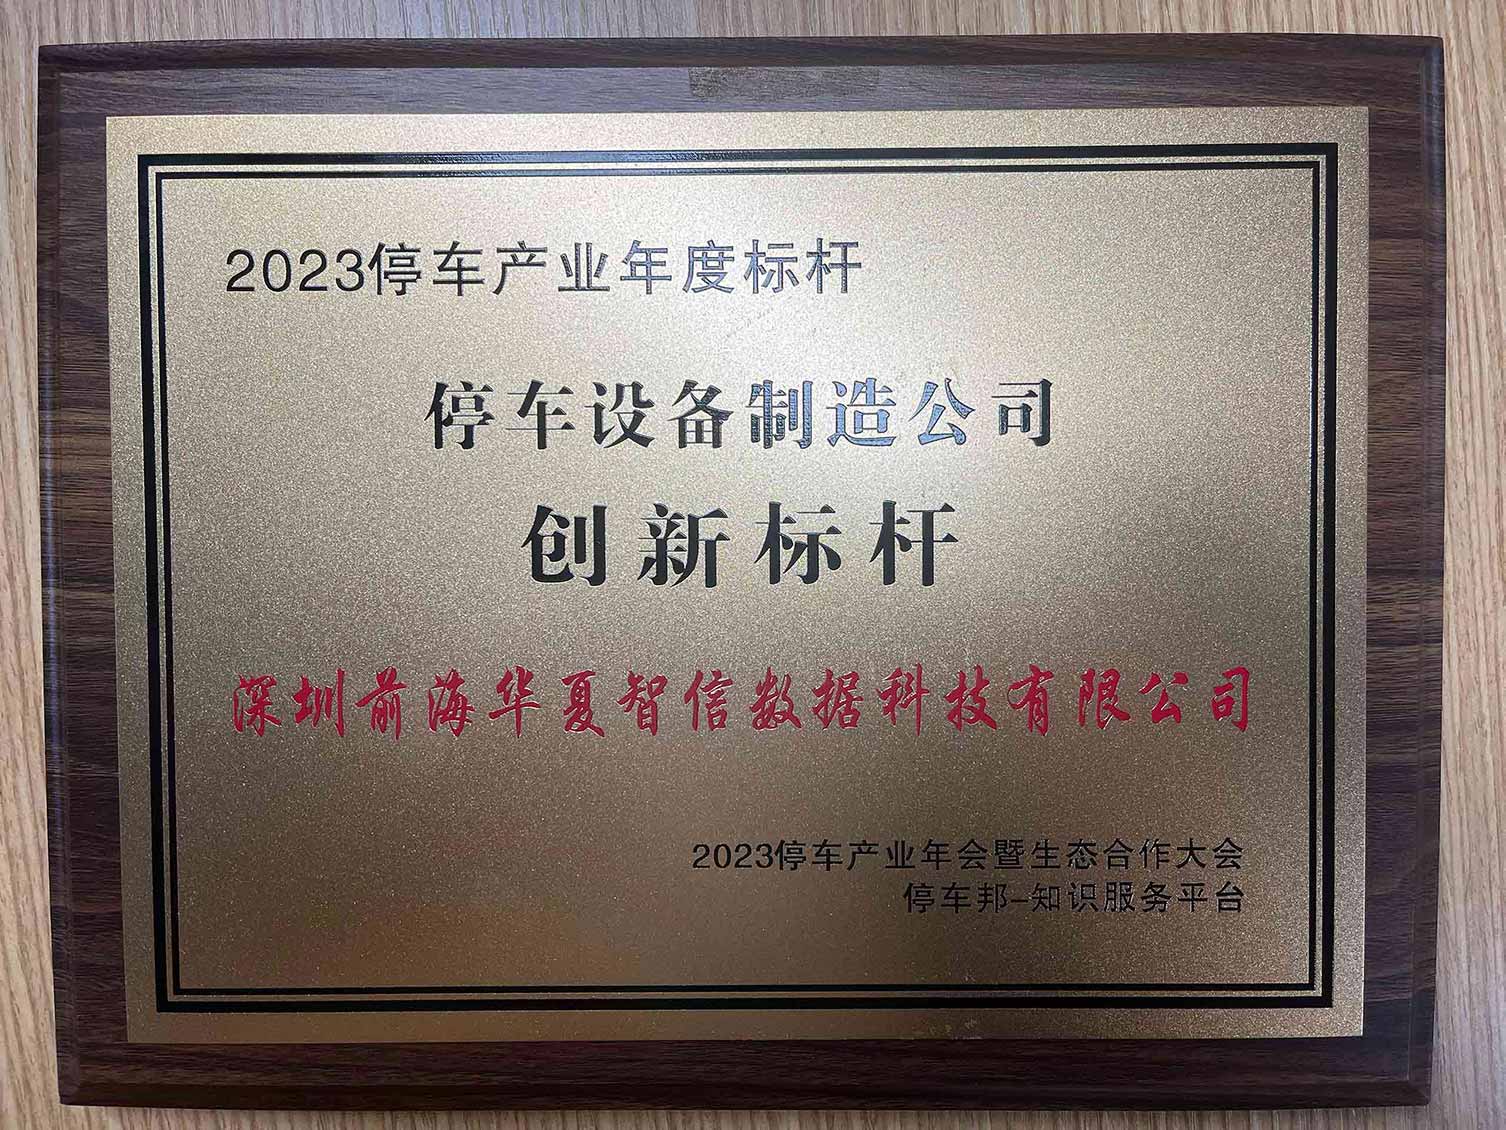 2023停车产业年度标杆
停车设备制造公司
创新标杆
深圳前海华夏智信数据科技有限公司
2023停车产业年会暨生态合作大会
停车邦-知识服务平台